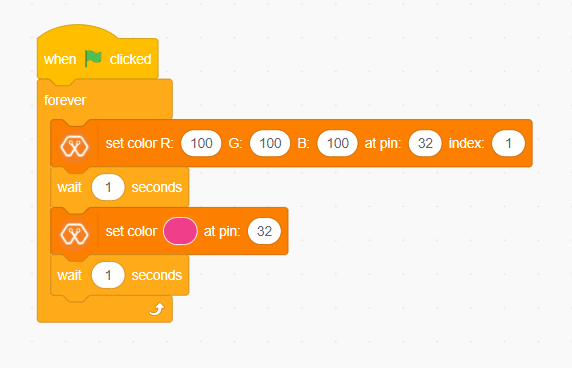 when clicked
forever
set color R: 100 G: 100 B: 100 at pin: 32 index: 1
wait 1 seconds
set color at pin: 32
wait 1 seconds